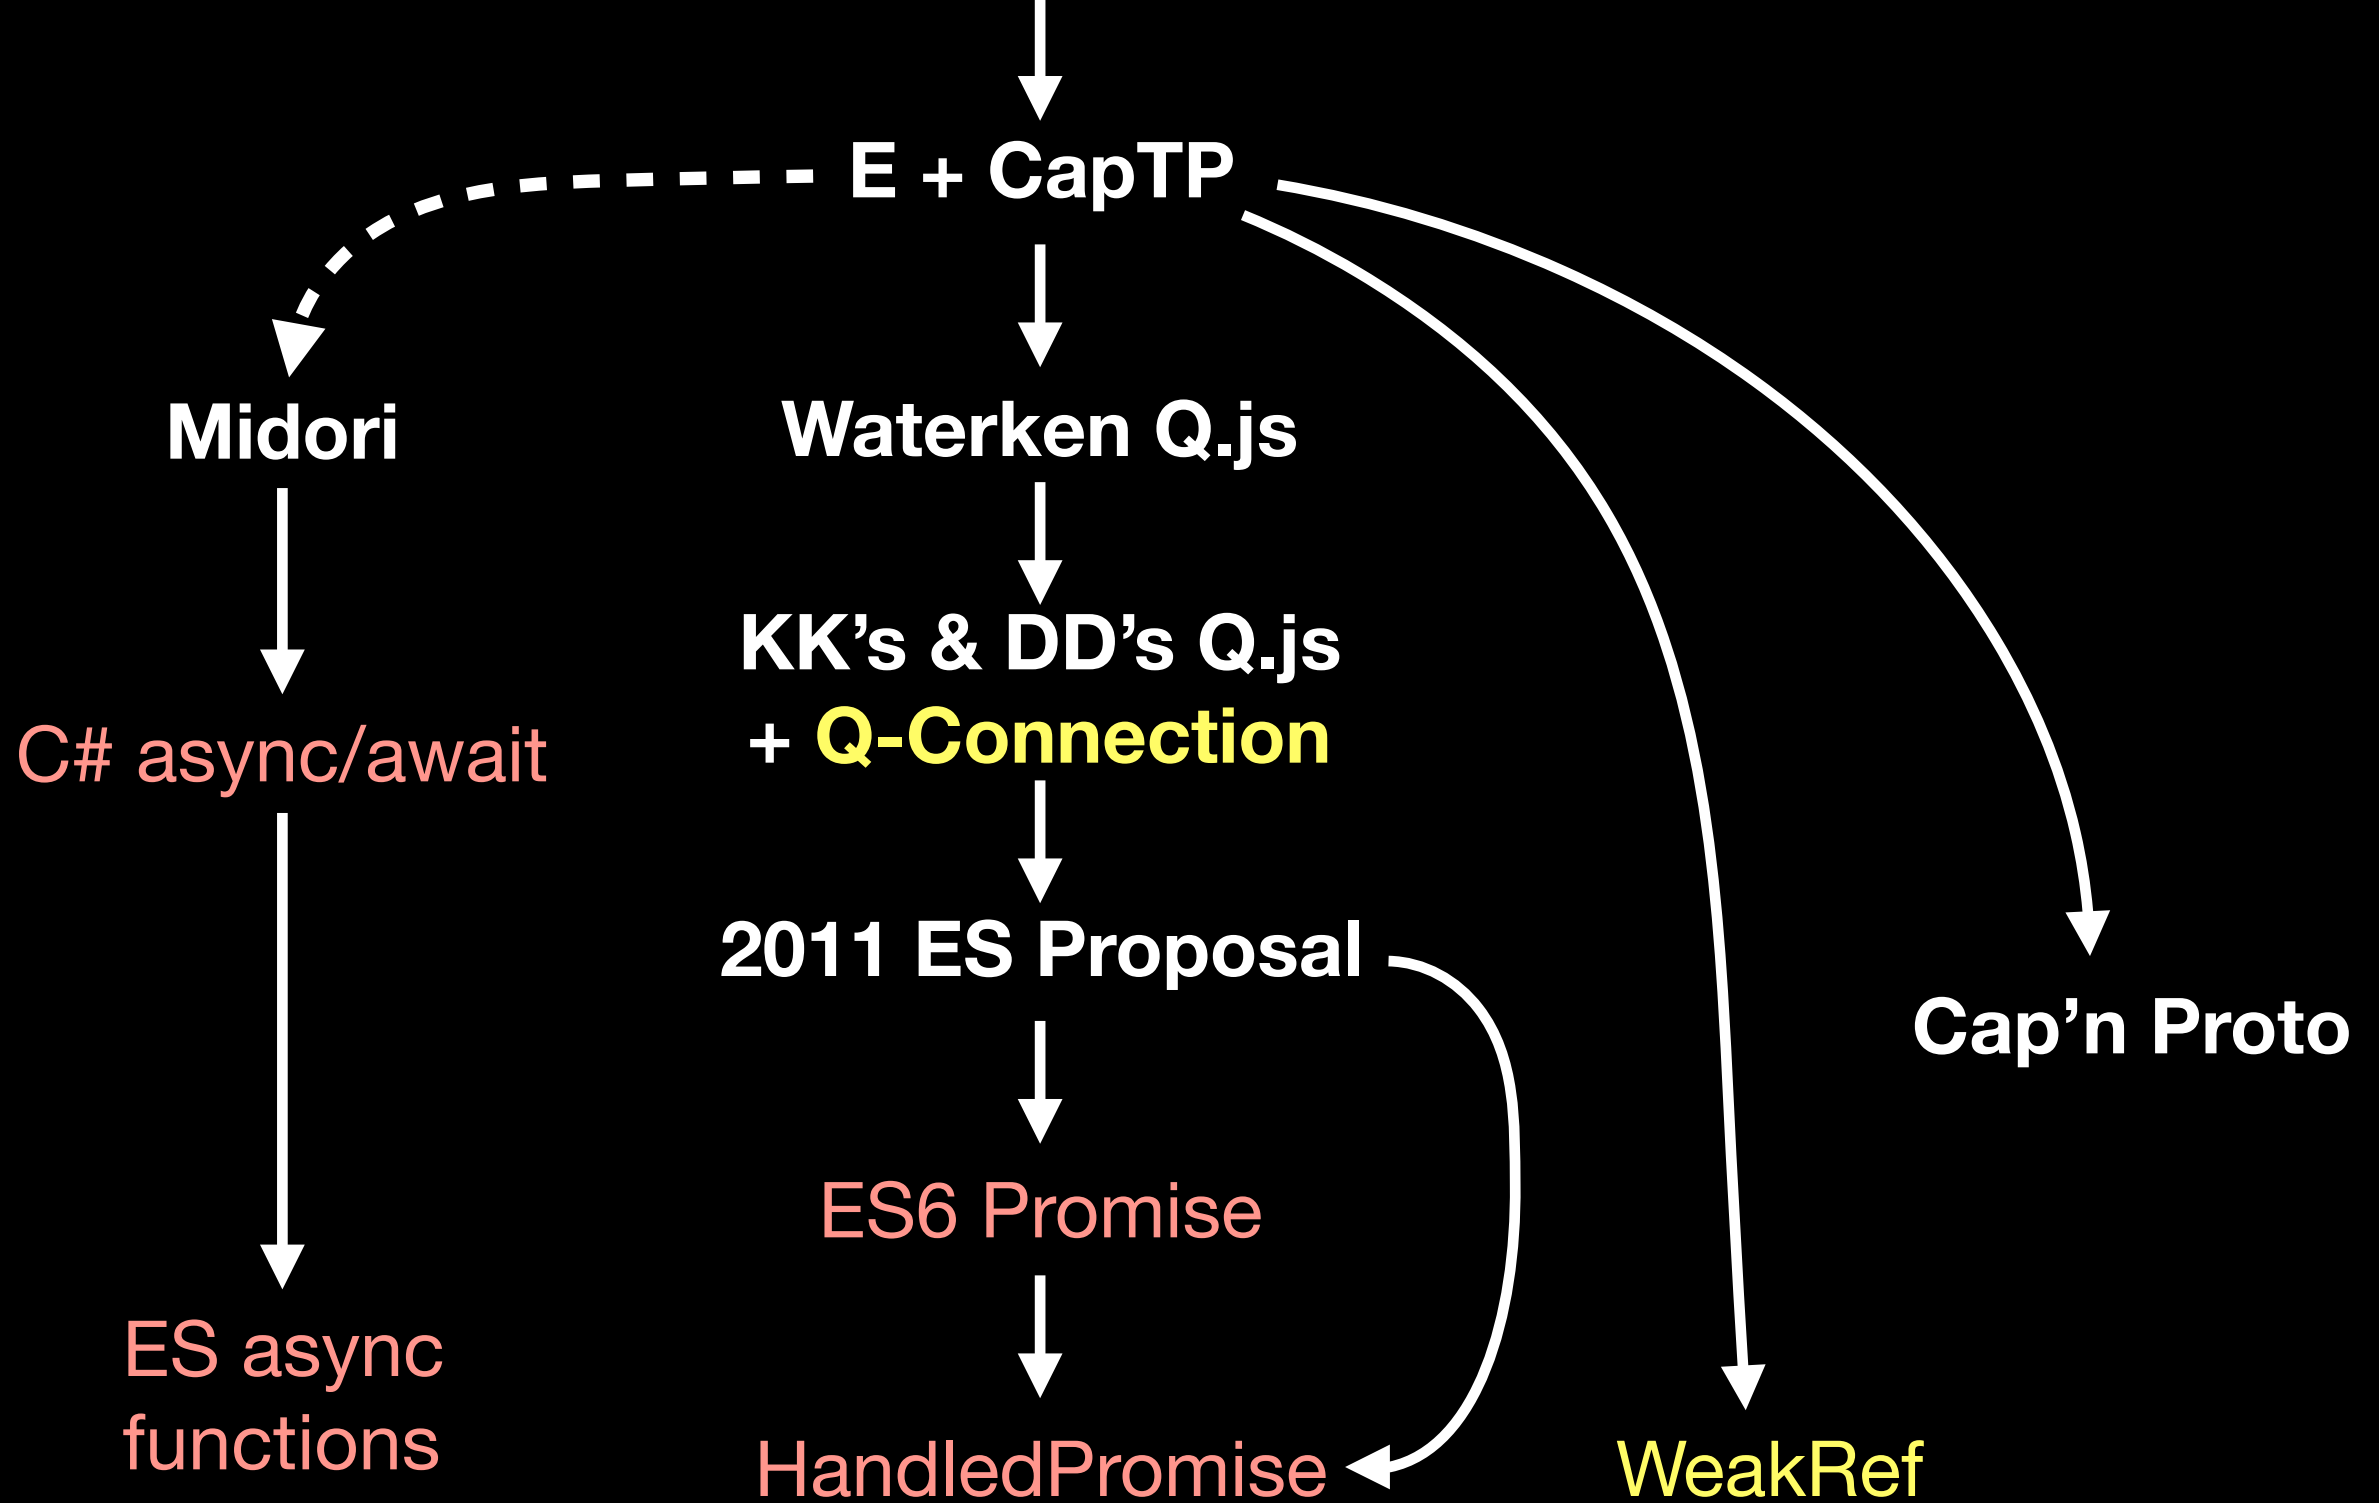 E + CapTP
Midori
Waterken Q.js
KK’s & DD’s Q.js
+ Q-Connection
C# async/await
2011 ES Proposal
Cap’n Proto
ES6 Promise
ES async
functions
HandledPromise
WeakRef